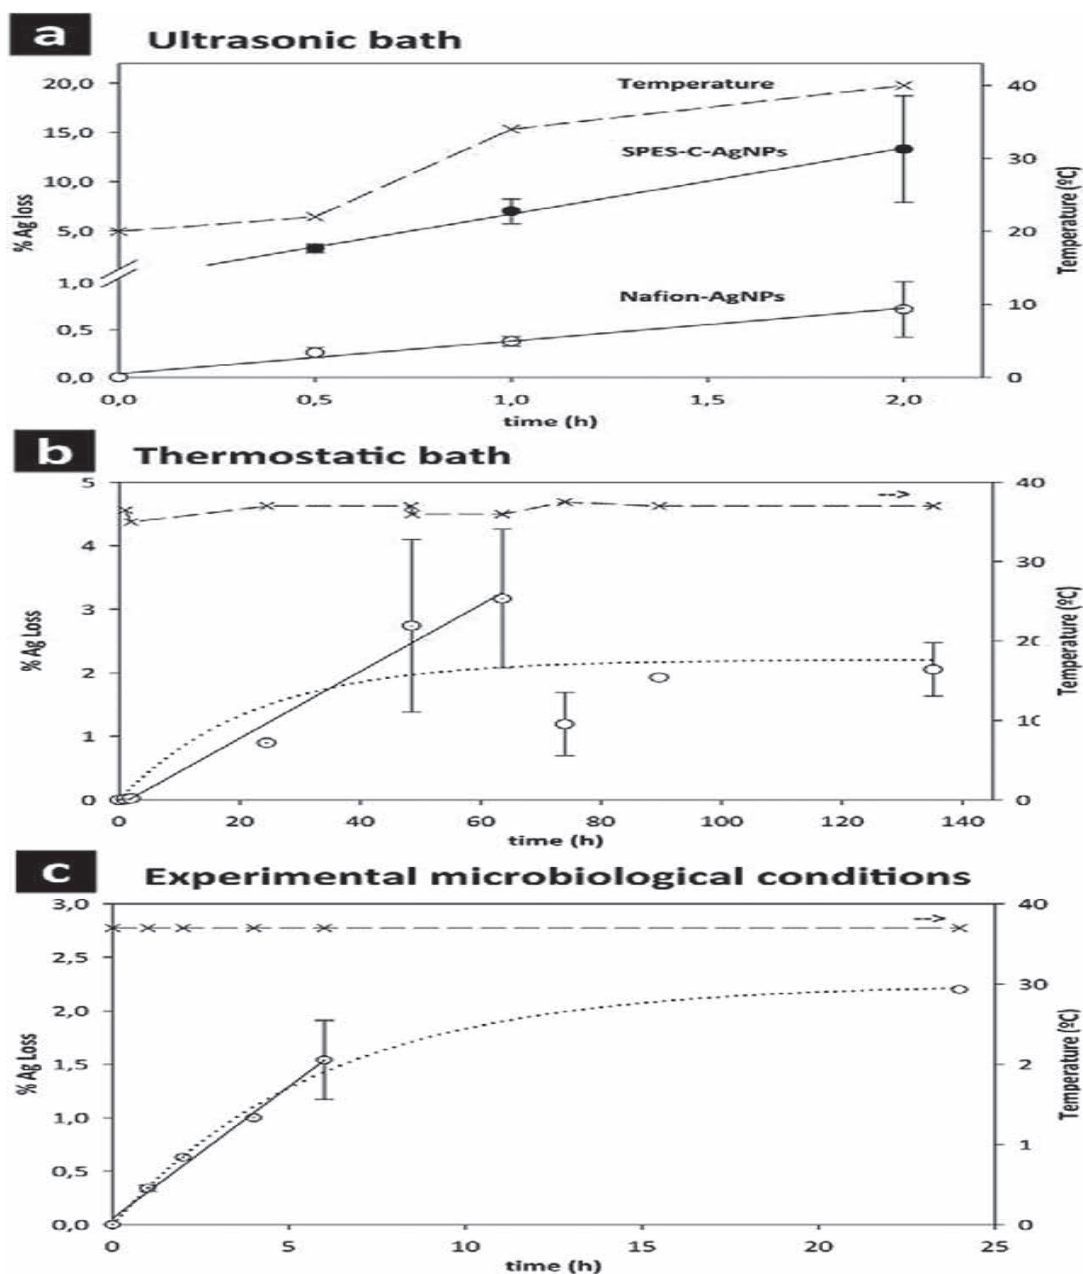 a Ultrasonic bath
20,0
15,0
10,0
5,0
1,0
0,5
0,0
% Ag loss
Temperature
SPES-C-AgNPs
Nafion-AgNPs
40
30
20
10
0
Temperature (ºC)
0,0 0,5 1,0 1,5 2,0
time (h)
b Thermostatic bath
5
4
3
2
1
0
% Ag Loss
-->
40
30
2(
1(
0
Temperature (ºC)
0 20 40 60 80 100 120 140
time (h)
c Experimental microbiological conditions
3,0
2,5
2,0
1,5
1,0
0,5
0,0
% Ag Loss
-->
40
30
2
1
0
Temperature (ºC)
0 5 10 15 20 25
time (h)